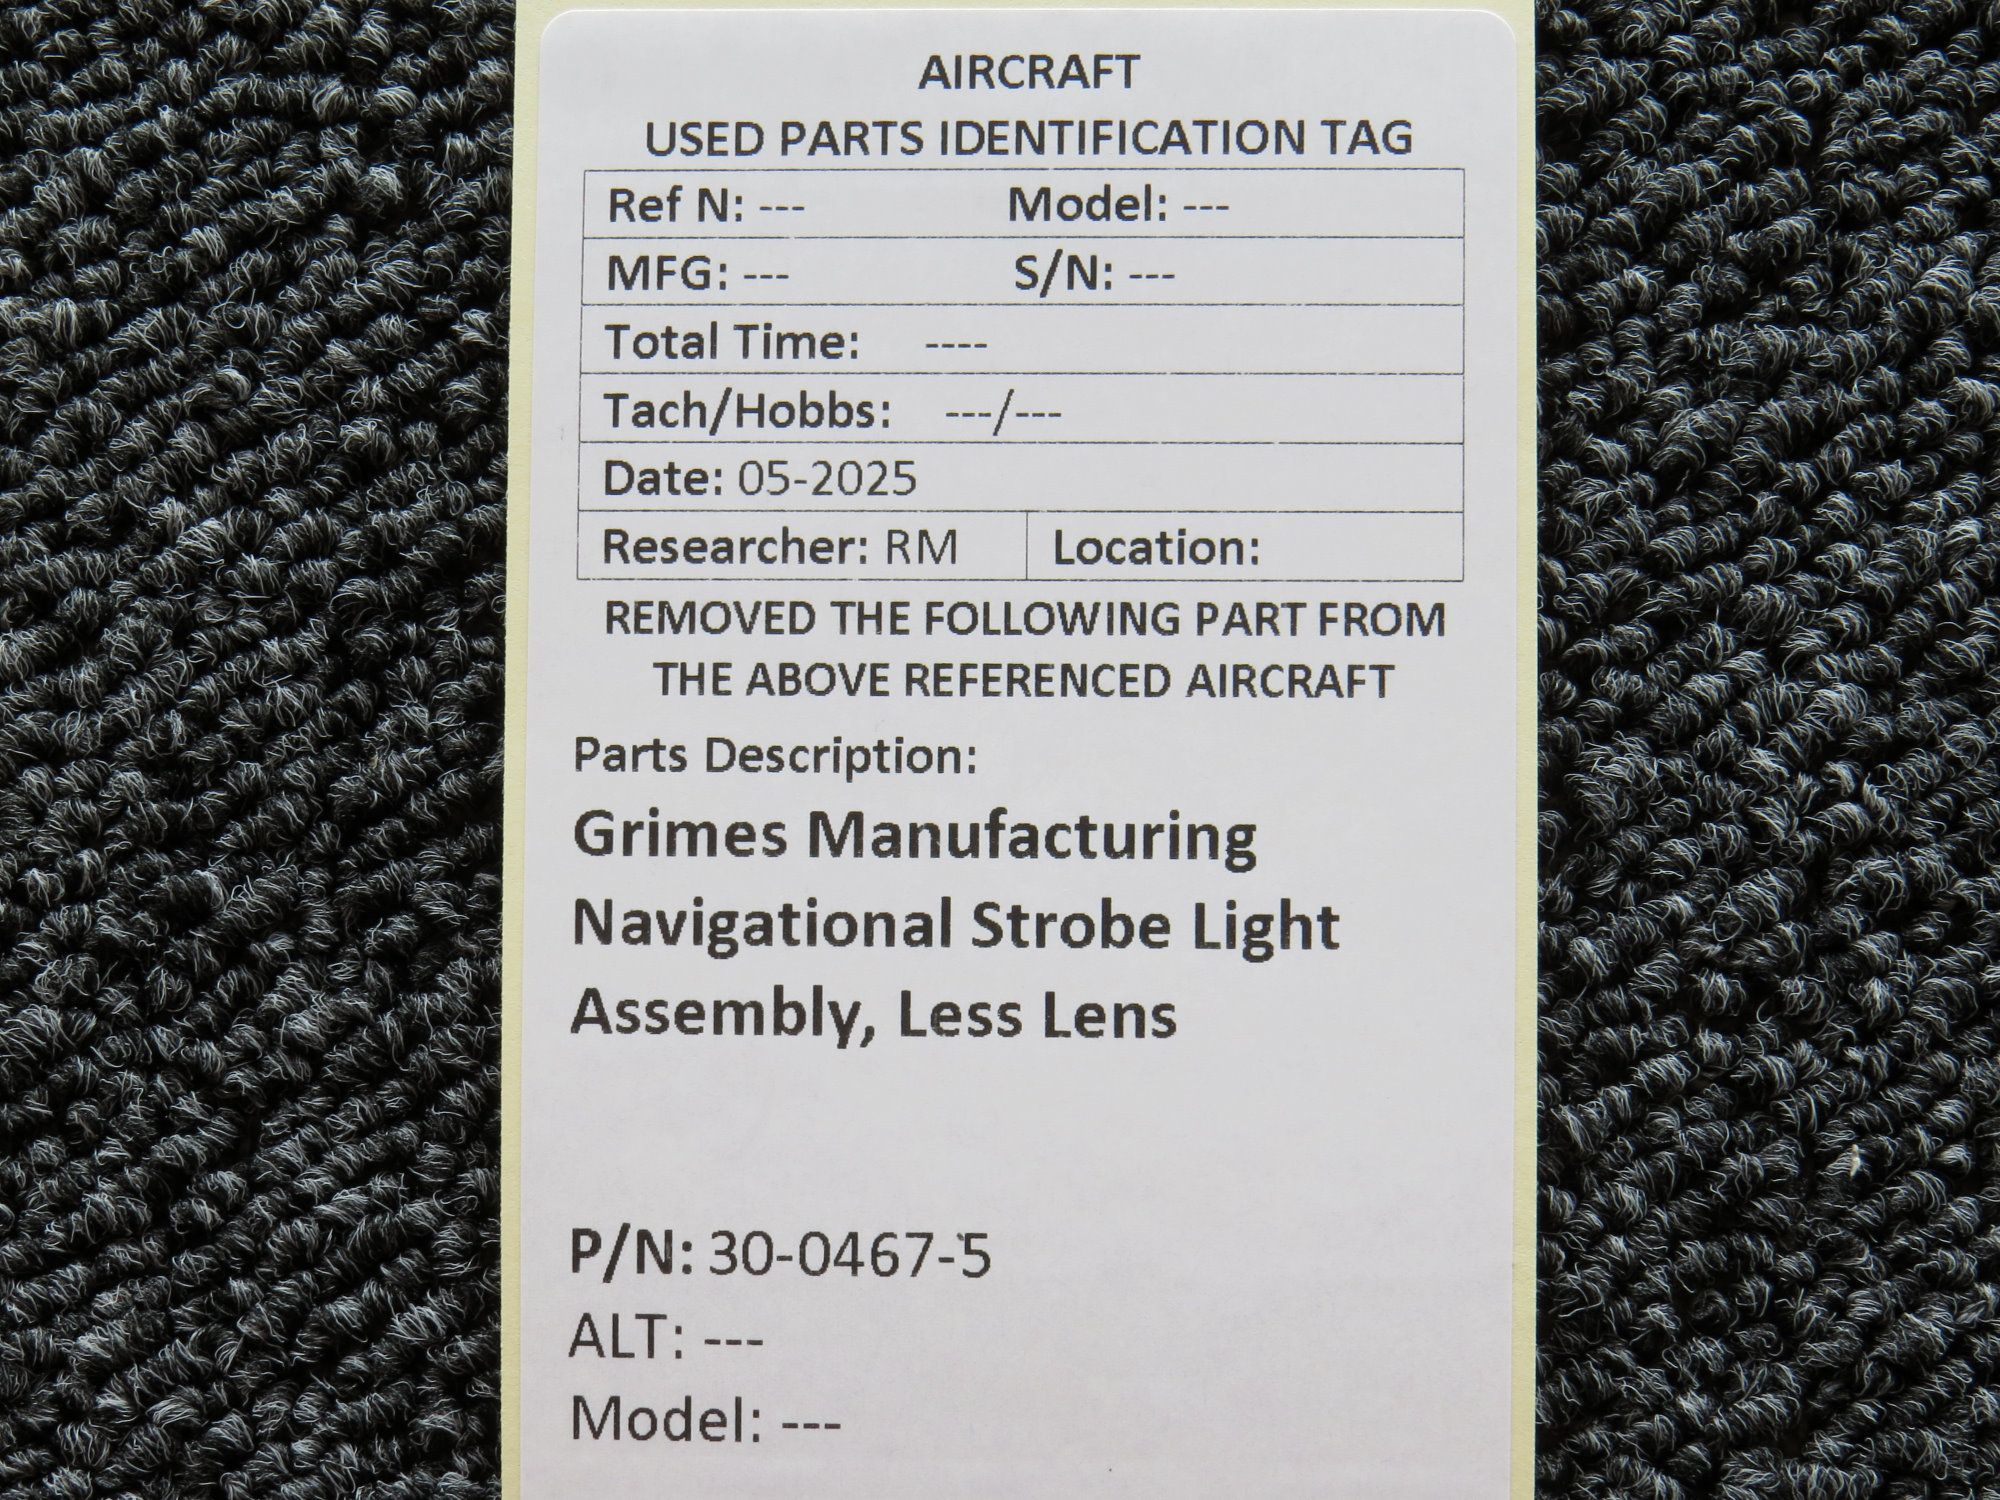 AIRCRAFT
USED PARTS IDENTIFICATION TAG
Ref N: --- Model: ---
MFG: --- S/N: ---
Total Time: ----
Tach/Hobbs: ---/---
Date: 05-2025
Researcher: RM Location:
REMOVED THE FOLLOWING PART FROM
THE ABOVE REFERENCED AIRCRAFT
Parts Description:
Grimes Manufacturing
Navigational Strobe Light
Assembly, Less Lens
P/N: 30-0467-5
ALT: ---
Model: ---